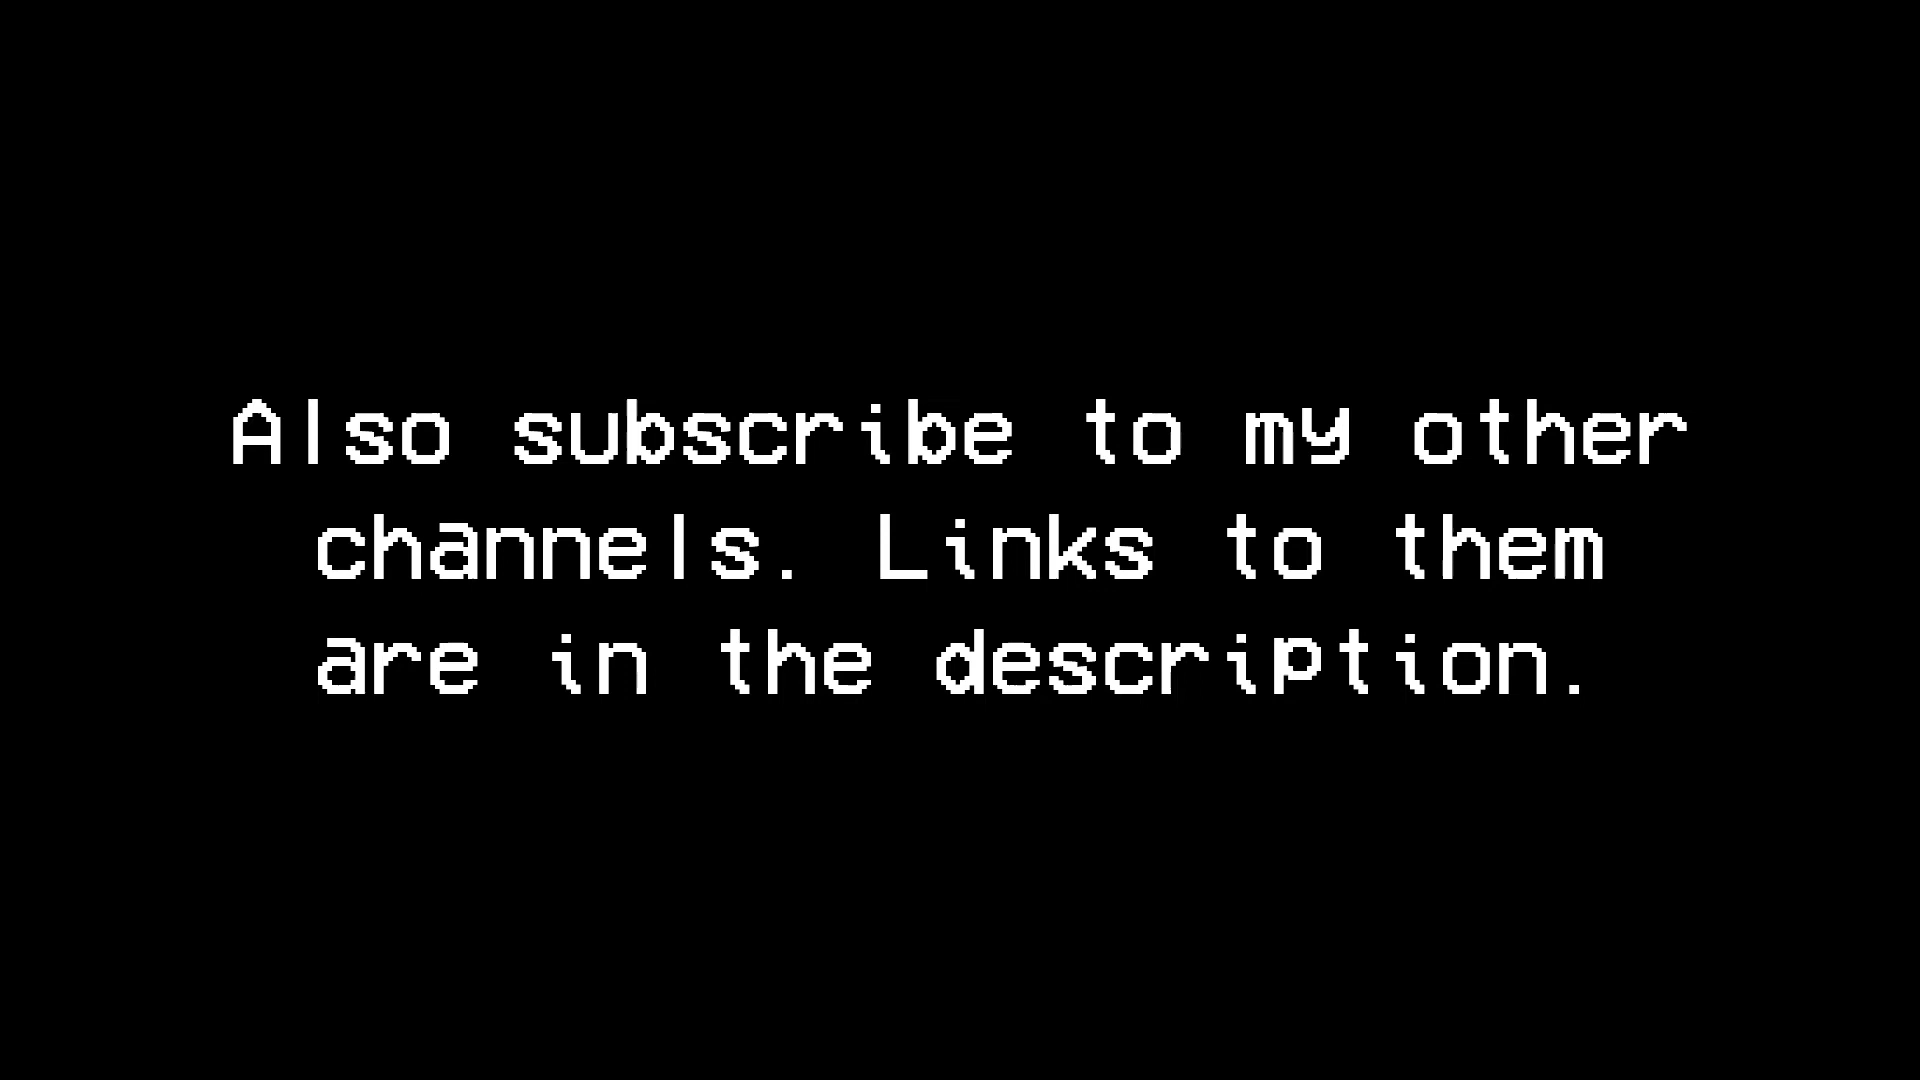 Also subscribe to my other
channels. Links to them
are in the description.